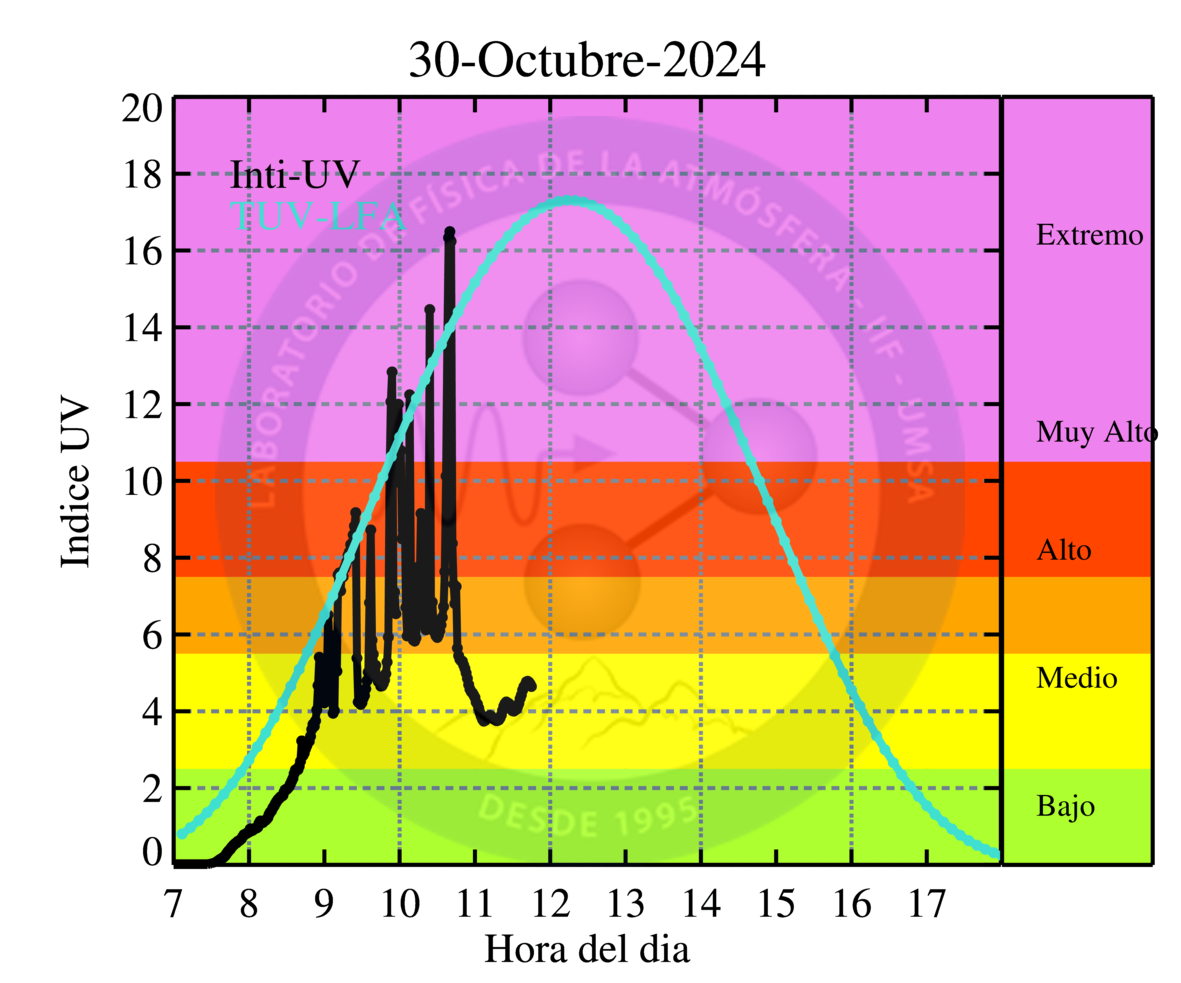 30-Octubre-2024
Inti-UV
TUV-LFA
LABORATORIO DE FÍSICA DE LA ATMÓSFERA - IIF - UMSA
DESDE 1995
Indice UV
20
18
16
14
12
10
8
6
4
2
0
7 8 9 10 11 12 13 14 15 16 17
Hora del dia
Extremo
Muy Alto
Alto
Medio
Bajo